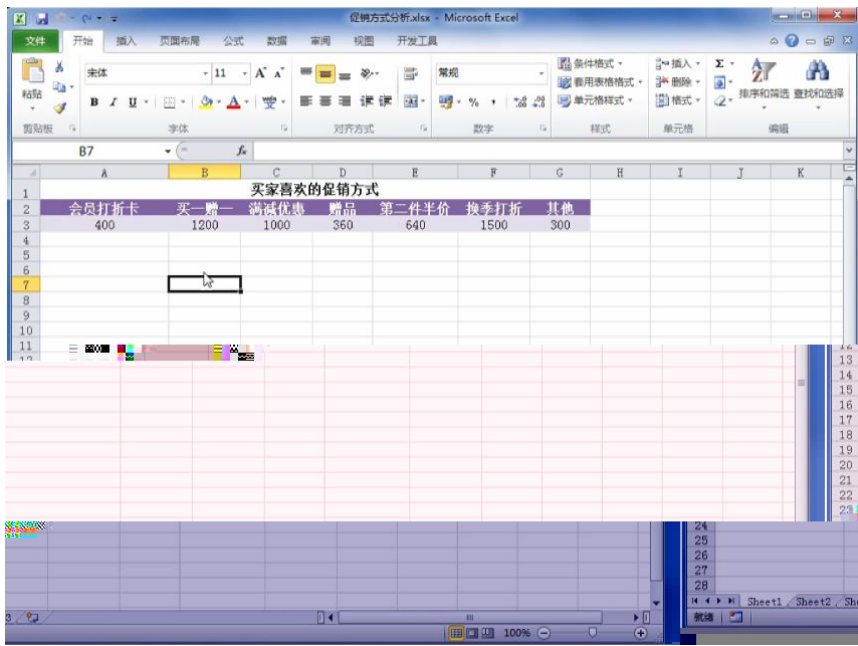 促销方式分析.xlsx - Microsoft Excel
文件 开始 插入 页面布局 公式 数据 审阅 视图 开发工具
粘贴 宋体 11 A A 常规 条件格式 插入 Σ
套用表格格式 删除
B I U A 变 % , 单元格样式 格式 排序和筛选 查找和选择
剪贴板 字体 对齐方式 数字 样式 单元格 编辑
B7 fx
A B C D E F G H I J K
1 买家喜欢的促销方式
2 会员打折卡 买一赠一 满减优惠 赠品 第二件半价 换季打折 其他
3 400 1200 1000 360 640 1500 300
4
5
6
7
8
9
10
11
13
14
15
16
17
18
19
20
21
22
23
24
25
26
27
28
Sheet1 Sheet2 Sh
3 就绪
100%